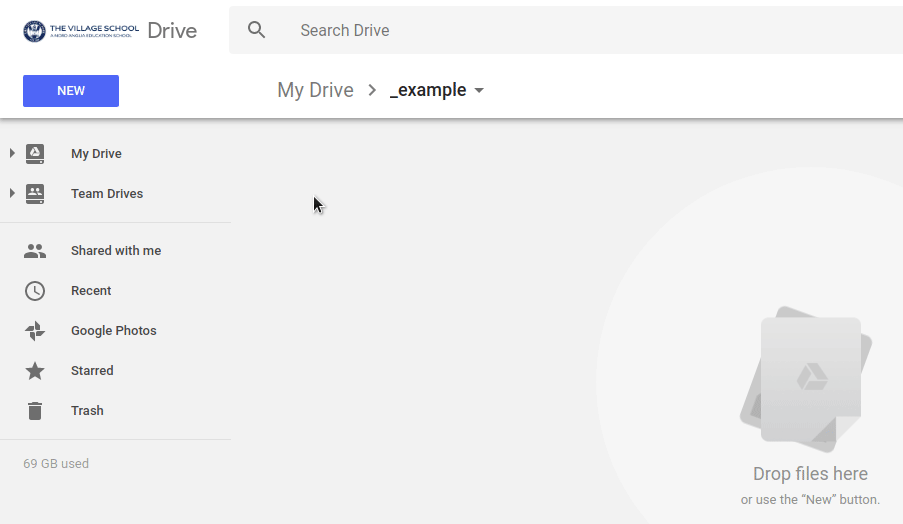 THE VILLAGE SCHOOL
A NORD ANGLIA EDUCATION SCHOOL
Drive
Search Drive
NEW
My Drive
_example
My Drive
Team Drives
Shared with me
Recent
Google Photos
Starred
Trash
69 GB used
Drop files here
or use the “New” button.